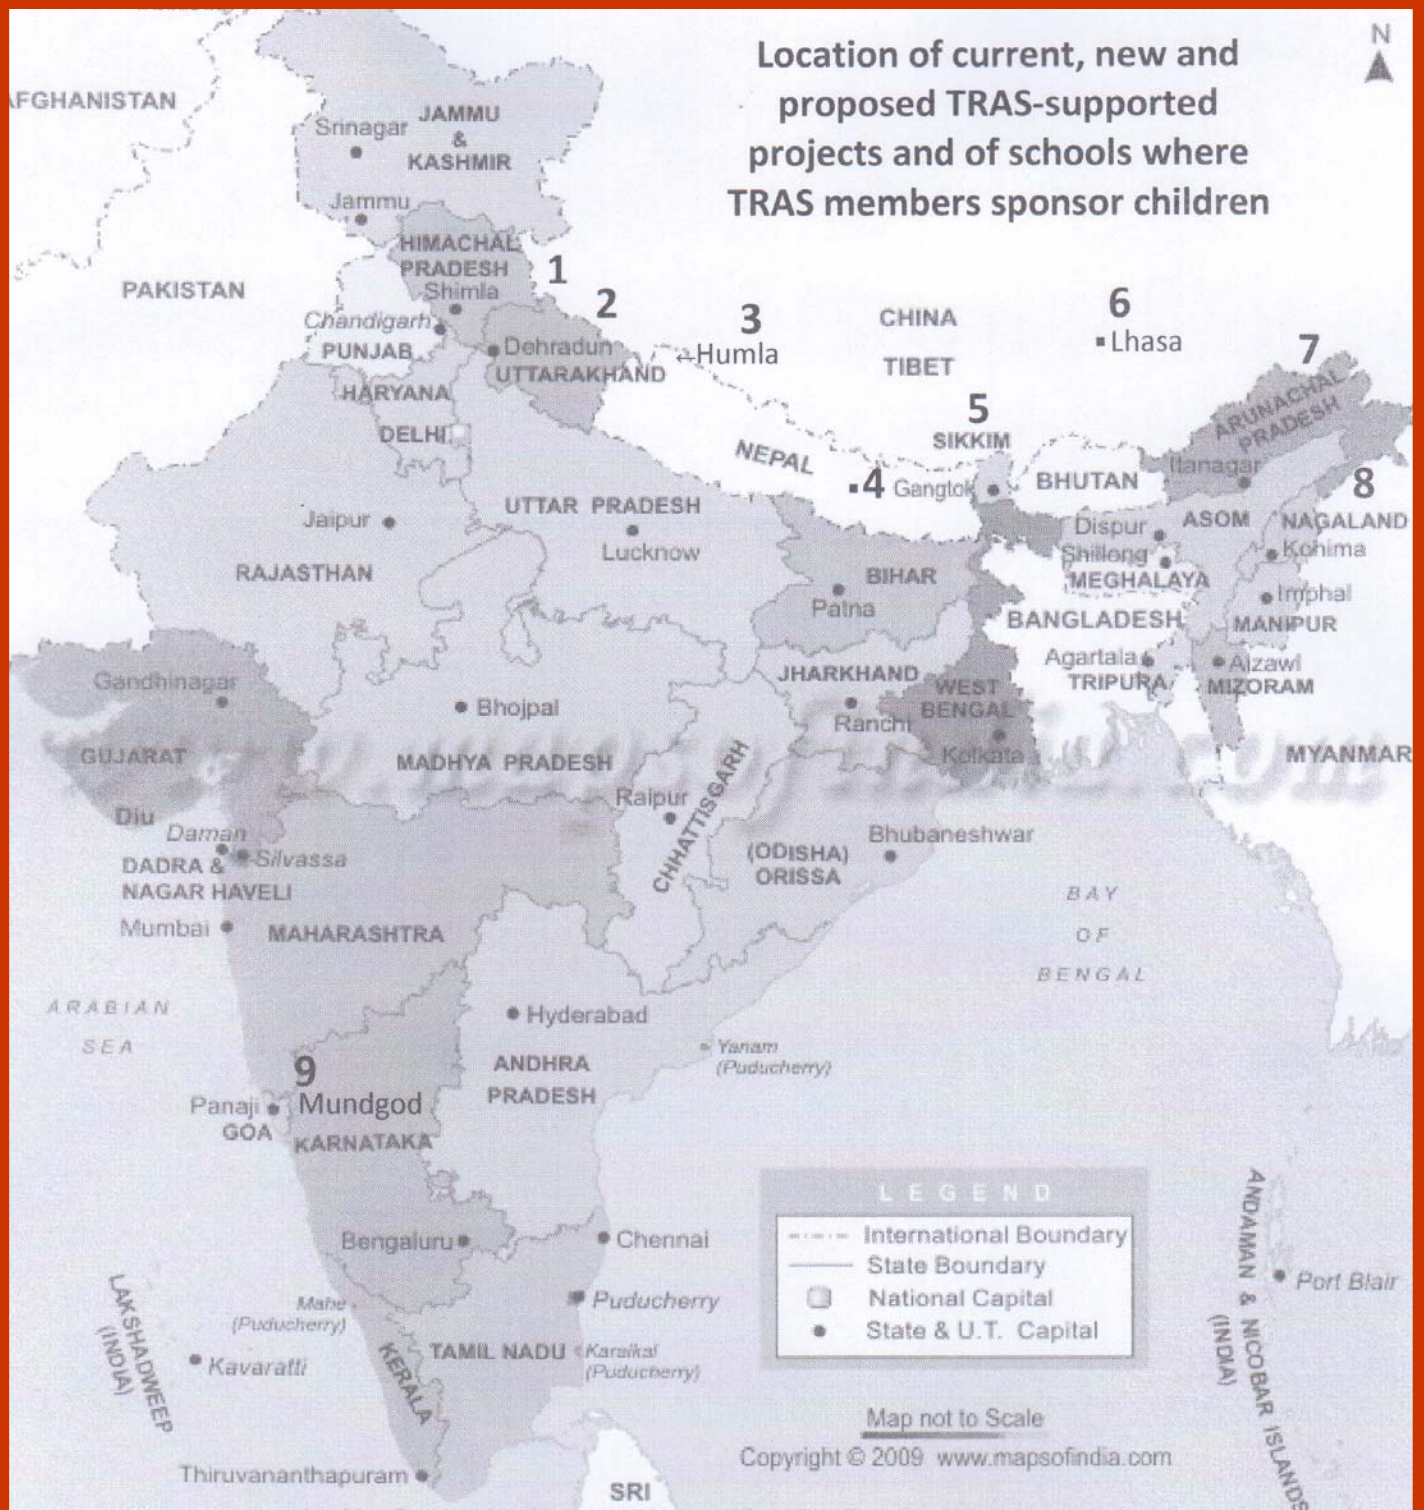 Location of current, new and
proposed TRAS-supported
projects and of schools where
TRAS members sponsor children
N
AFGHANISTAN
JAMMU
&
KASHMIR
Srinagar
Jammu
HIMACHAL
PRADESH
Shimla
1
2
3
CHINA
6
PAKISTAN
Chandigarh
PUNJAB
Dehradun
UTTARAKHAND
←Humla
TIBET
Lhasa
7
ARUNACHAL
PRADESH
HARYANA
DELHI
5
SIKKIM
NEPAL
4
Gangtok
BHUTAN
Itanagar
8
UTTAR PRADESH
Jaipur
Lucknow
Dispur
ASOM
NAGALAND
RAJASTHAN
BIHAR
Patna
Shillong
MEGHALAYA
Kohima
Imphal
BANGLADESH
MANIPUR
Gandhinagar
JHARKHAND
Agartala
TRIPURA
Aizawl
MIZORAM
Bhojpal
Ranchi
WEST
BENGAL
Kolkata
GUJARAT
MADHYA PRADESH
MYANMAR
Diu
Daman
Silvassa
DADRA &
NAGAR HAVELI
Raipur
CHHATTISGARH
(ODISHA)
ORISSA
Bhubaneshwar
Mumbai
MAHARASHTRA
BAY
OF
BENGAL
ARABIAN
SEA
Hyderabad
Yanam
(Puducherry)
9
Mundgod
ANDHRA
PRADESH
Panaji
GOA
KARNATAKA
LEGEND
International Boundary
State Boundary
National Capital
State & U.T. Capital
Bengaluru
Chennai
Mahe
(Puducherry)
Puducherry
LAKSHADWEEP
(INDIA)
Kavaratti
KERALA
TAMIL NADU
Karaikal
(Puducherry)
ANDAMAN & NICOBAR ISLANDS
(INDIA)
Port Blair
Map not to Scale
Copyright © 2009 www.mapsofindia.com
Thiruvananthapuram
SRI